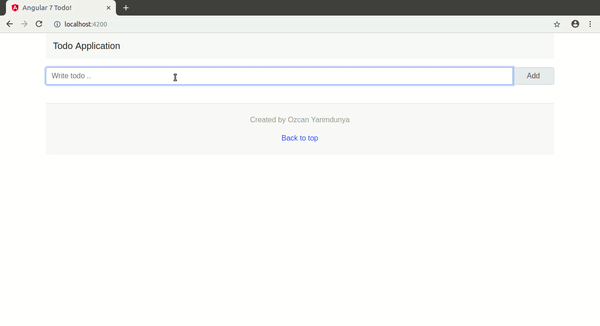 Angular 7 Todo!
localhost:4200
Todo Application
Write todo ..
Add
Created by Ozcan Yarimdunya
Back to top